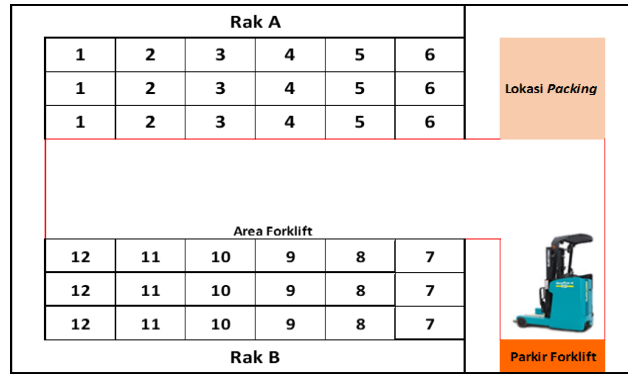 Rak A
1 2 3 4 5 6
1 2 3 4 5 6
1 2 3 4 5 6
Lokasi Packing
Area Forklift
12 11 10 9 8 7
12 11 10 9 8 7
12 11 10 9 8 7
Rak B
Parkir Forklift